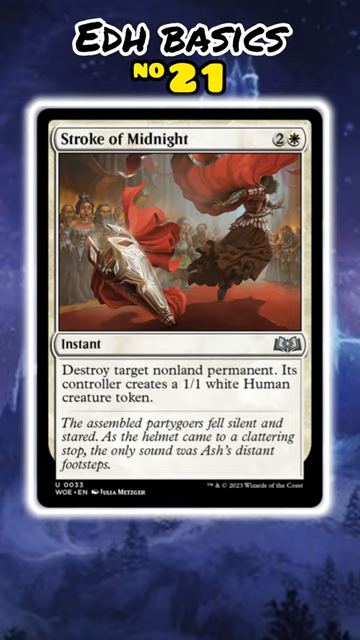 EDH BASICS
No 21
Stroke of Midnight 2
Instant
Destroy target nonland permanent. Its
controller creates a 1/1 white Human
creature token.
The assembled partygoers fell silent and
stared. As the helmet came to a clattering
stop, the only sound was Ash's distant
footsteps.
U 0033
WOE • EN Julia Metzger
™ & © 2023 Wizards of the Coast